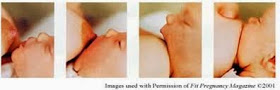 Images used with Permission of Fit Pregnancy Magazine ©2001